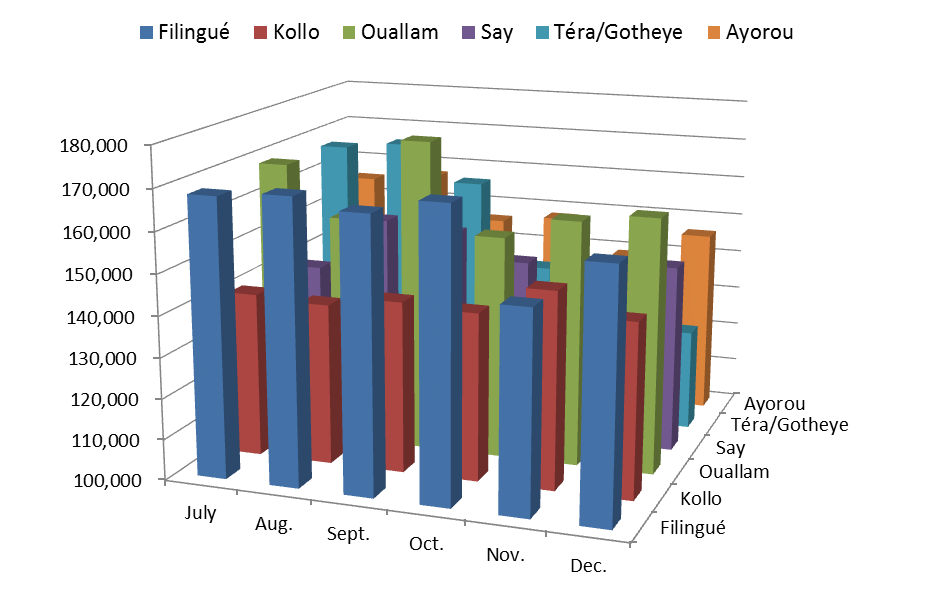 Filingué Kollo Ouallam Say Téra/Gotheye Ayorou
180,000
170,000
160,000
150,000
140,000
130,000
120,000
110,000
100,000
July
Aug.
Sept.
Oct.
Nov.
Dec.
Ayorou
Téra/Gotheye
Say
Ouallam
Kollo
Filingué